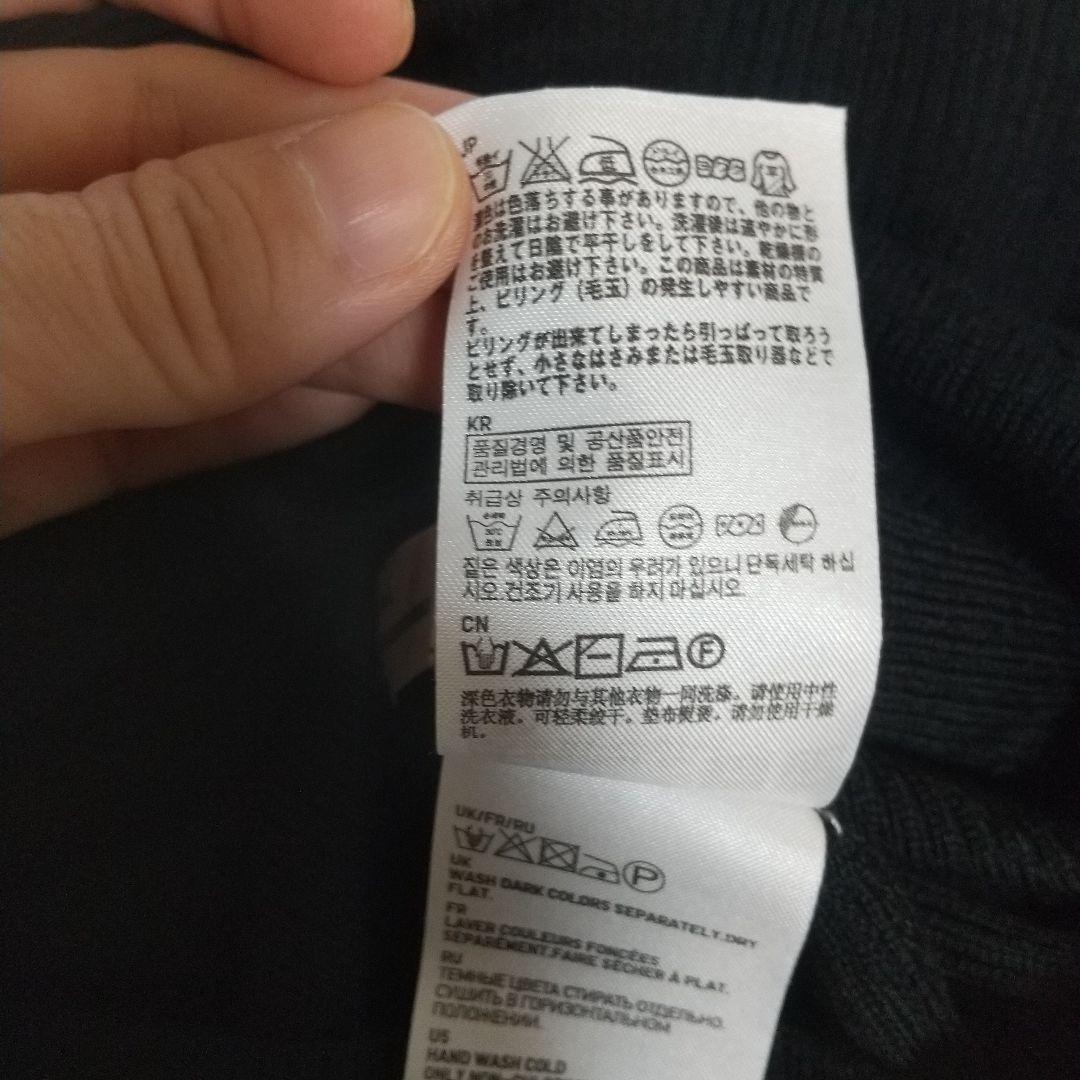 JP
濃色は色落ちする事がありますので、他の物と
のお洗濯はお避け下さい。洗濯後は速やかに形
を整えて日陰で平干しをして下さい。乾燥機の
ご使用はお避け下さい。この商品は素材の特質
上、ピリング（毛玉）の発生しやすい商品で
す。
ピリングが出来てしまったら引っぱって取ろう
とせず、小さなはさみまたは毛玉取り器などで
取り除いて下さい。
KR
품질경영 및 공산품안전
관리법에 의한 품질표시
취급상 주의사항
30℃
짙은 색상은 이염의 우려가 있으니 단독세탁 하십
시오 건조기 사용을 하지 마십시오.
CN
F
深色衣物请勿与其他衣物一同洗涤。请使用中性
洗衣液。可轻柔绞干。垫布熨烫。请勿使用干燥
机。
UK/FR/RU
P
UK
WASH DARK COLORS SEPARATELY.DRY
FLAT.
FR
LAVER COULEURS FONCÉES
SÉPARÉMENT.FAIRE SÉCHER À PLAT.
RU
ТЕМНЫЕ ЦВЕТА СТИРАТЬ ОТДЕЛЬНО.
СУШИТЬ В ГОРИЗОНТАЛЬНОМ
ПОЛОЖЕНИИ.
US
HAND WASH COLD
ONLY NON-